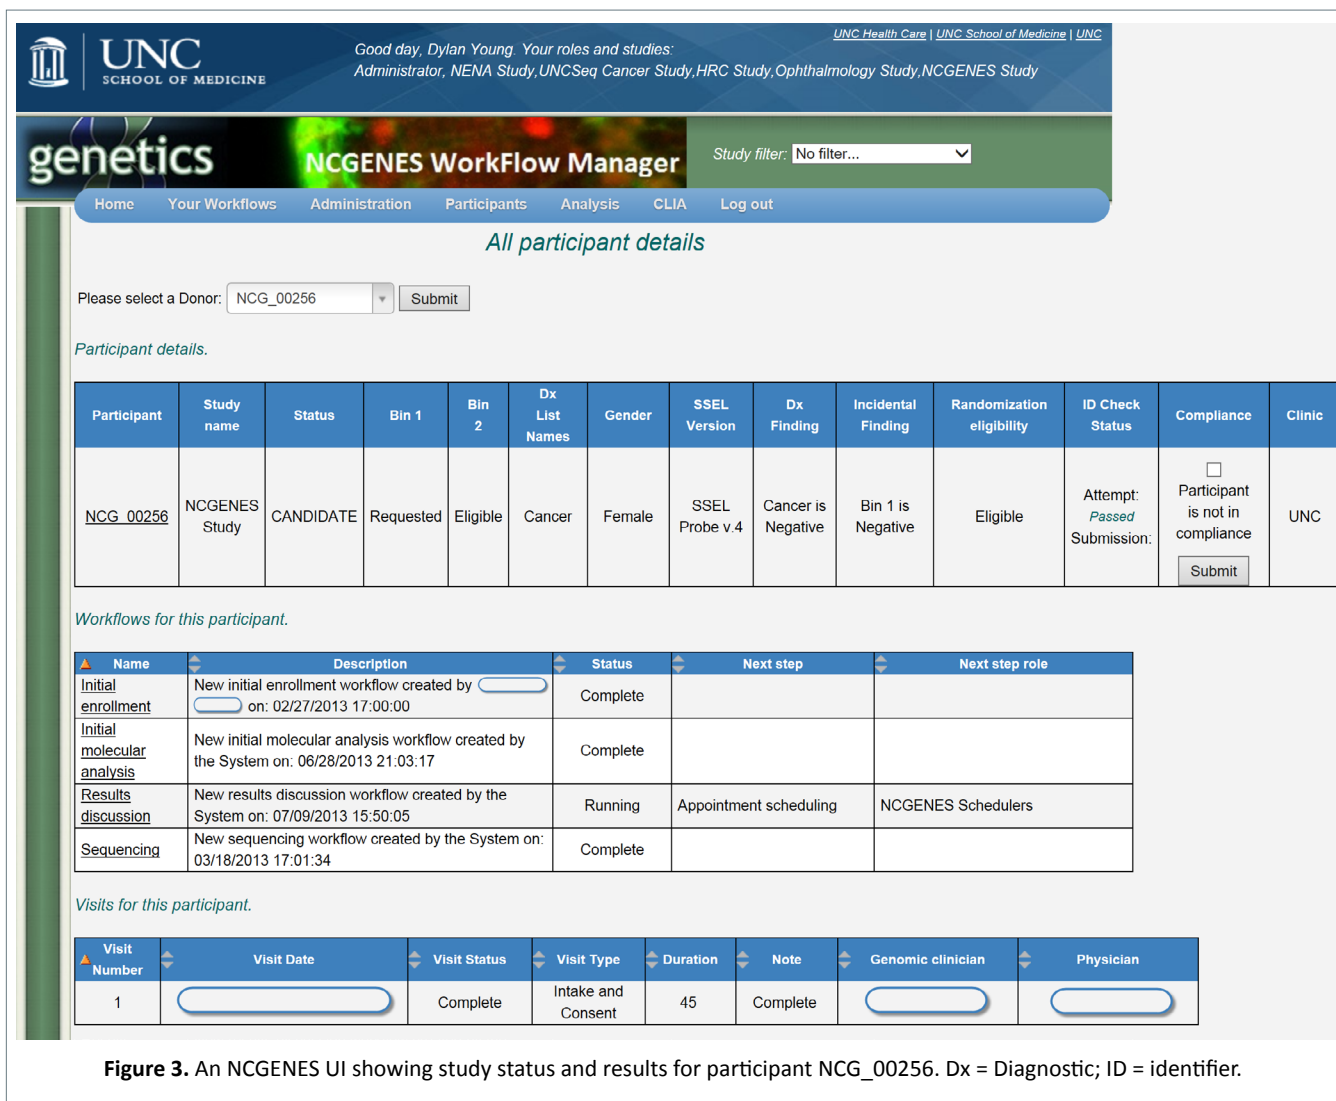 UNC Health Care | UNC School of Medicine | UNC
UNC
SCHOOL OF MEDICINE
Good day, Dylan Young. Your roles and studies:
Administrator, NENA Study,UNCSeq Cancer Study,HRC Study,Ophthalmology Study,NCGENES Study
genetics
NCGENES WorkFlow Manager
Study filter: No filter...
Home Your Workflows Administration Participants Analysis CLIA Log out
All participant details
Please select a Donor: NCG_00256 Submit
Participant details.
Participant Study name Status Bin 1 Bin 2 Dx List Names Gender SSEL Version Dx Finding Incidental Finding Randomization eligibility ID Check Status Compliance Clinic
NCG_00256 NCGENES Study CANDIDATE Requested Eligible Cancer Female SSEL Probe v.4 Cancer is Negative Bin 1 is Negative Eligible Attempt: Passed Submission: Participant is not in compliance Submit UNC
Workflows for this participant.
Name Description Status Next step Next step role
Initial enrollment New initial enrollment workflow created by on: 02/27/2013 17:00:00 Complete
Initial molecular analysis New initial molecular analysis workflow created by the System on: 06/28/2013 21:03:17 Complete
Results discussion New results discussion workflow created by the System on: 07/09/2013 15:50:05 Running Appointment scheduling NCGENES Schedulers
Sequencing New sequencing workflow created by the System on: 03/18/2013 17:01:34 Complete
Visits for this participant.
Visit Number Visit Date Visit Status Visit Type Duration Note Genomic clinician Physician
1 Complete Intake and Consent 45 Complete
Figure 3. An NCGENES UI showing study status and results for participant NCG_00256. Dx = Diagnostic; ID = identifier.